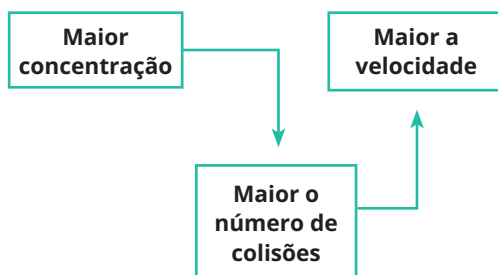 Maior
concentração
Maior o
número de
colisões
Maior a
velocidade